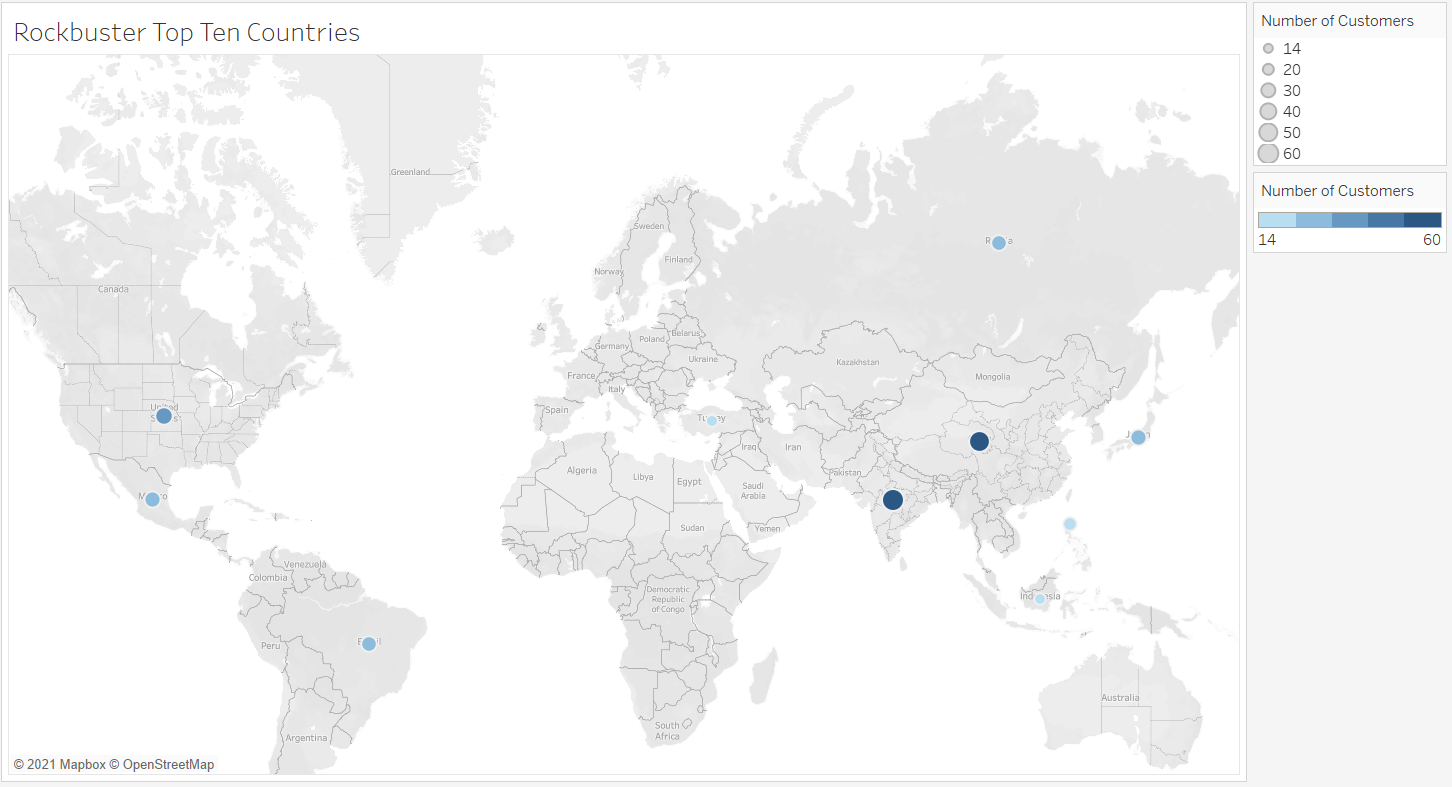 Rockbuster Top Ten Countries
Greenland
Sweden
Finland
Norway
Canada
Belarus
Poland
Germany
Ukraine
Kazakhstan
France
Mongolia
Italy
Spain
Iraq
Iran
Algeria
Pakistan
Libya
Egypt
Saudi
Arabia
Sudan
Yemen
Venezuela
Colombia
Democratic
Republic
of Congo
Peru
Australia
South
Africa
Argentina
© 2021 Mapbox © OpenStreetMap
Number of Customers
14
20
30
40
50
60
Number of Customers
14 60